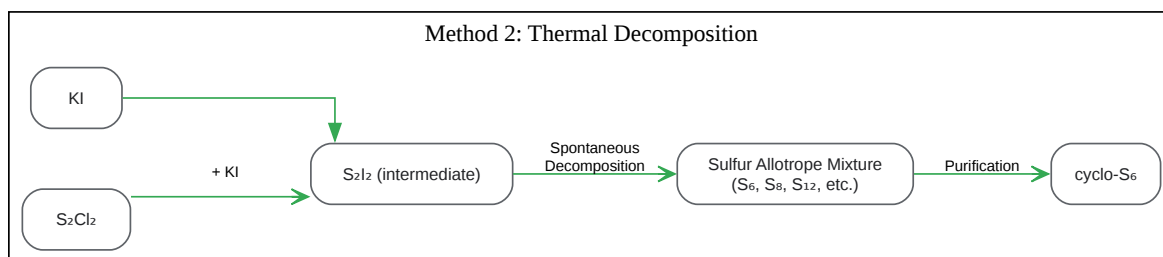 Method 2: Thermal Decomposition
KI
+ KI
S₂Cl₂
S₂I₂ (intermediate)
Spontaneous
Decomposition
Sulfur Allotrope Mixture
(S₆, S₈, S₁₂, etc.)
Purification
cyclo-S₆